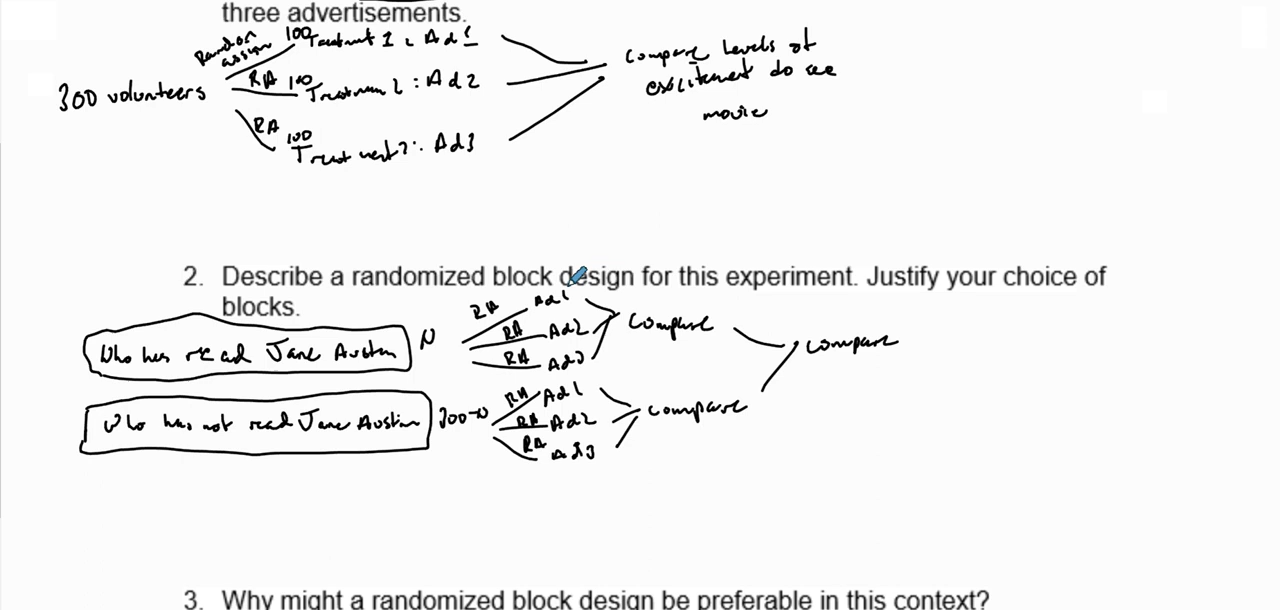 three advertisements.
Random assign 100 Treatment 1 : Ad 1
RA 100 Treatment 2 : Ad 2
300 volunteers
RA 100 Treatment 3 : Ad 3
Compare levels of
excitement do see
movie
2. Describe a randomized block design for this experiment. Justify your choice of
blocks.
Who has read Jane Austen N
RA Ad 1
RA Ad 2
RA Ad 3
Compare
Who has not read Jane Austin 300-N
RA Ad 1
RA Ad 2
RA Ad 3
compare
compare
3. Why might a randomized block design be preferable in this context?